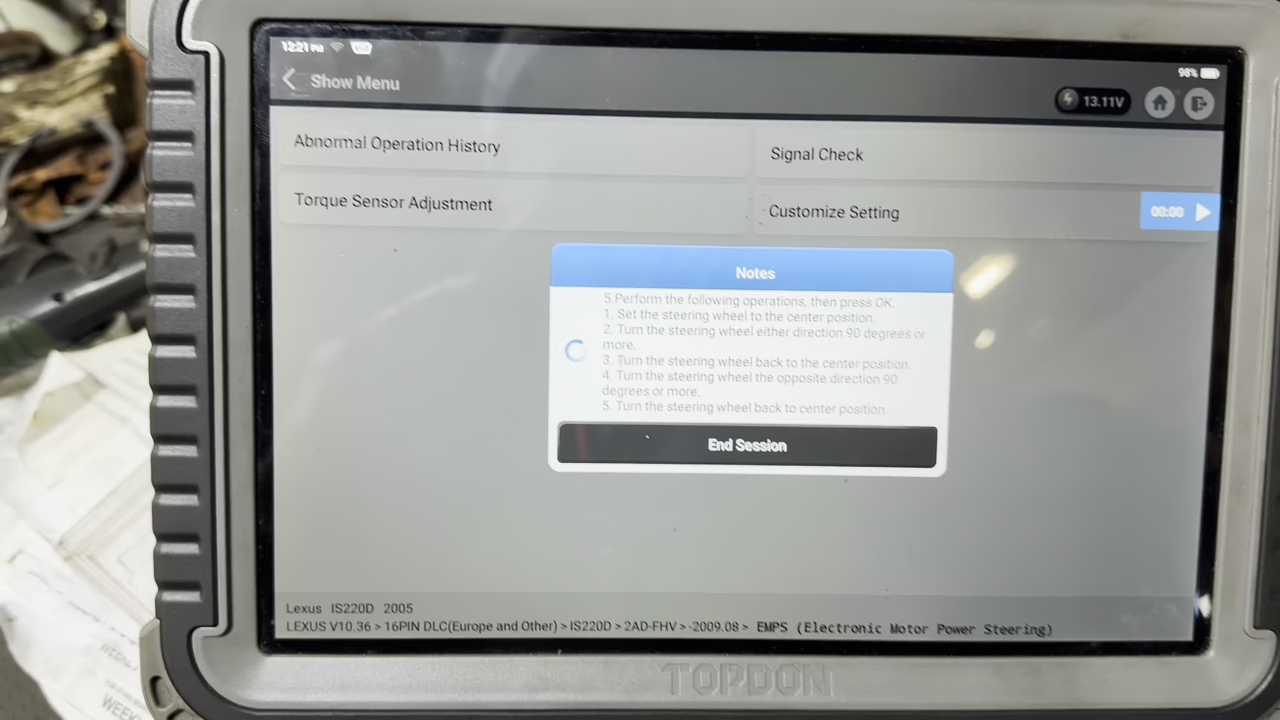 12:21 PM
98%
Show Menu
13.11V
Abnormal Operation History
Signal Check
Torque Sensor Adjustment
Customize Setting
00:00
Notes
5.Perform the following operations, then press OK.
1. Set the steering wheel to the center position.
2. Turn the steering wheel either direction 90 degrees or
more.
3. Turn the steering wheel back to the center position.
4. Turn the steering wheel the opposite direction 90
degrees or more.
5. Turn the steering wheel back to center position.
End Session
Lexus IS220D 2005
LEXUS V10.36 > 16PIN DLC(Europe and Other) > IS220D > 2AD-FHV > -2009.08 > EMPS (Electronic Motor Power Steering)
TOPDON